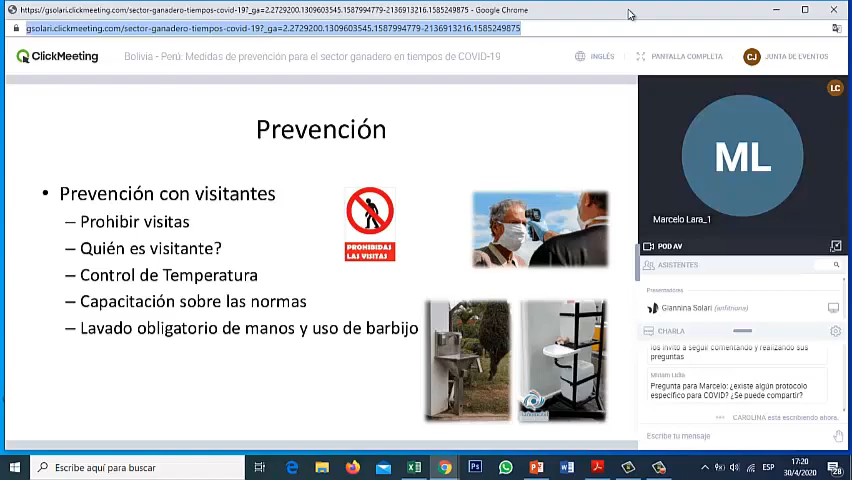 https://gsolari.clickmeeting.com/sector-ganadero-tiempos-covid-19?_ga=2.2729200.1309603545.1587994779-2136913216.1585249875 - Google Chrome
gsolari.clickmeeting.com/sector-ganadero-tiempos-covid-19?_ga=2.2729200.1309603545.1587994779-2136913216.1585249875
ClickMeeting
Bolivia - Perú: Medidas de prevención para el sector ganadero en tiempos de COVID-19
INGLÉS
PANTALLA COMPLETA
CJ
JUNTA DE EVENTOS
LC
ML
Marcelo Lara_1
POD AV
Prevención
• Prevención con visitantes
– Prohibir visitas
– Quién es visitante?
– Control de Temperatura
– Capacitación sobre las normas
– Lavado obligatorio de manos y uso de barbijo
PROHIBIDAS
LAS VISITAS
ASISTENTES
Presentadores
Giannina Solari (anfitriona)
CHARLA
los invito a seguir comentando y realizando sus
preguntas
Miriam Lidia
Pregunta para Marcelo: ¿existe algún protocolo
específico para COVID? ¿Se puede compartir?
CAROLINA está escribiendo ahora.
Escribe tu mensaje
Escribe aquí para buscar
ESP
17:20
30/4/2020
28